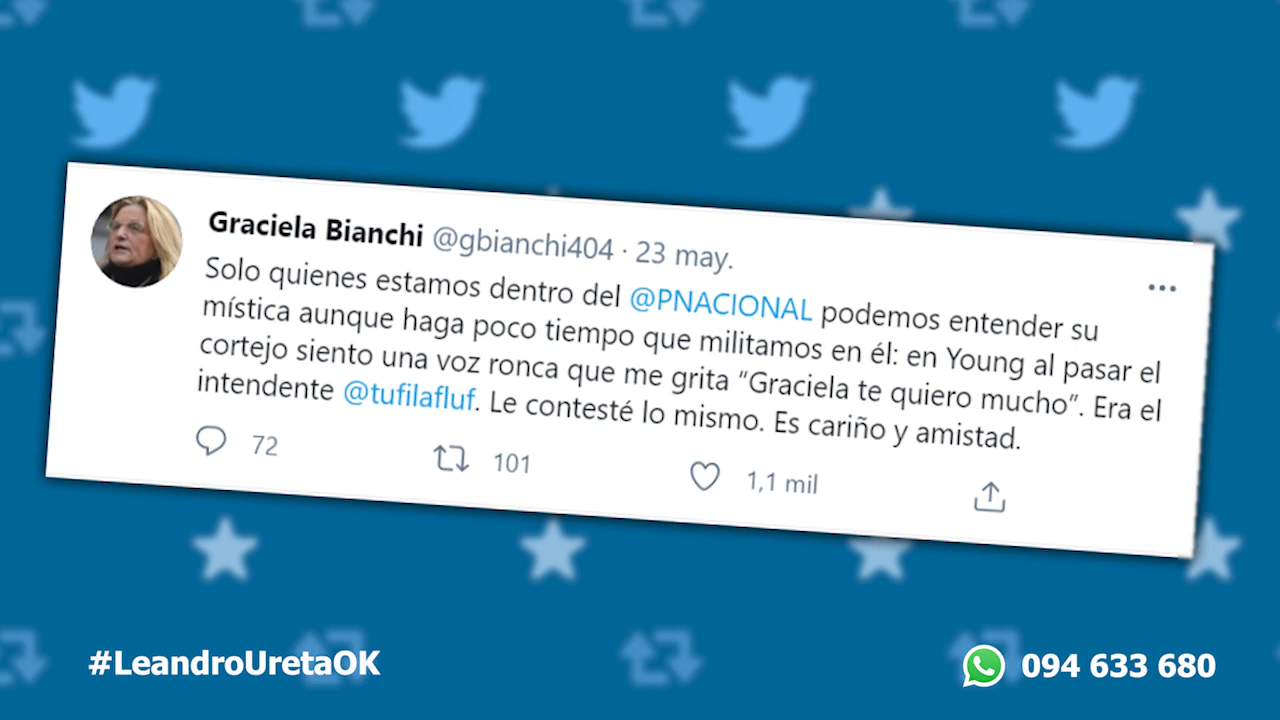 Graciela Bianchi @gbianchi404 · 23 may.
Solo quienes estamos dentro del @PNACIONAL podemos entender su
mística aunque haga poco tiempo que militamos en él: en Young al pasar el
cortejo siento una voz ronca que me grita "Graciela te quiero mucho". Era el
intendente @tufilafluf. Le contesté lo mismo. Es cariño y amistad.
72 101 1,1 mil
#LeandroUretaOK 094 633 680